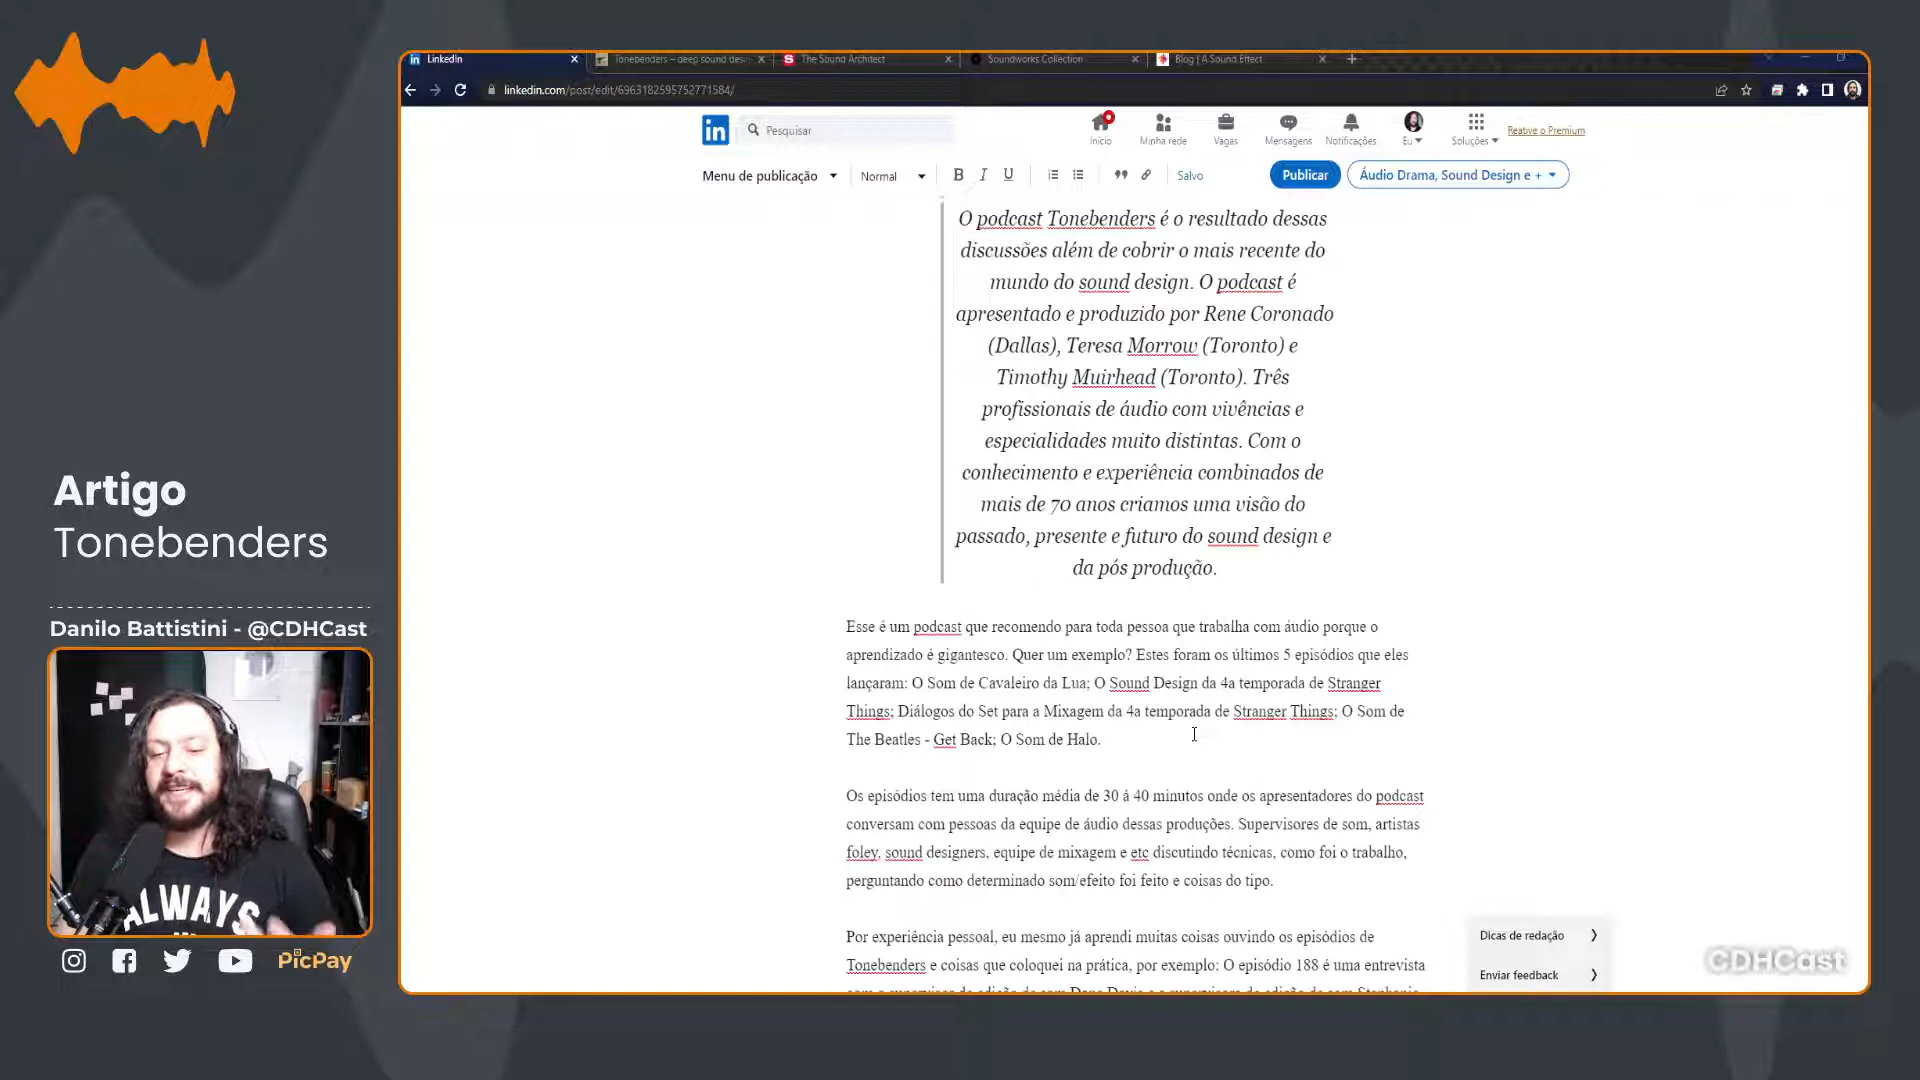 LinkedIn
Tonebenders – deep sound des
The Sound Architect
Soundworks Collection
Blog | A Sound Effect
linkedin.com/post/edit/6963182595752771584/
in
Pesquisar
Início
Minha rede
Vagas
Mensagens
Notificações
Eu
Soluções
Reative o Premium
Menu de publicação
Normal
B I U
Salvo
Publicar
Áudio Drama, Sound Design e +
O podcast Tonebenders é o resultado dessas
discussões além de cobrir o mais recente do
mundo do sound design. O podcast é
apresentado e produzido por Rene Coronado
(Dallas), Teresa Morrow (Toronto) e
Timothy Muirhead (Toronto). Três
profissionais de áudio com vivências e
especialidades muito distintas. Com o
conhecimento e experiência combinados de
mais de 70 anos criamos uma visão do
passado, presente e futuro do sound design e
da pós produção.
Esse é um podcast que recomendo para toda pessoa que trabalha com áudio porque o
aprendizado é gigantesco. Quer um exemplo? Estes foram os últimos 5 episódios que eles
lançaram: O Som de Cavaleiro da Lua; O Sound Design da 4a temporada de Stranger
Things; Diálogos do Set para a Mixagem da 4a temporada de Stranger Things; O Som de
The Beatles - Get Back; O Som de Halo.
Os episódios tem uma duração média de 30 à 40 minutos onde os apresentadores do podcast
conversam com pessoas da equipe de áudio dessas produções. Supervisores de som, artistas
foley, sound designers, equipe de mixagem e etc discutindo técnicas, como foi o trabalho,
perguntando como determinado som/efeito foi feito e coisas do tipo.
Por experiência pessoal, eu mesmo já aprendi muitas coisas ouvindo os episódios de
Tonebenders e coisas que coloquei na prática, por exemplo: O episódio 188 é uma entrevista
Dicas de redação
Enviar feedback
CDHCast
Artigo
Tonebenders
Danilo Battistini - @CDHCast
ALWAYS
PicPay